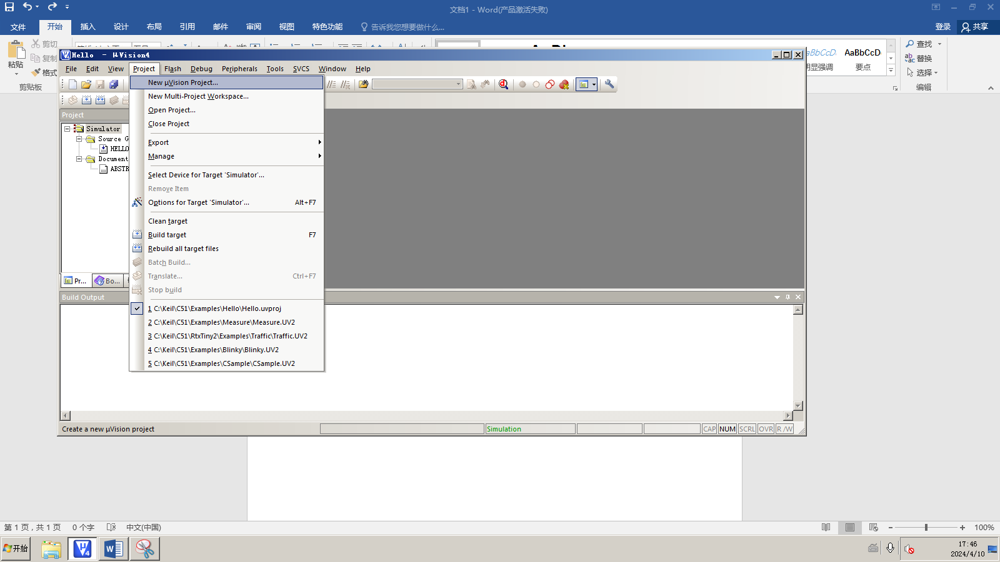 文档1 - Word(产品激活失败)
文件 开始 插入 设计 布局 引用 邮件 审阅 视图 特色功能 告诉我您想要做什么... 登录 共享
粘贴
剪切
复制
格式
剪贴板
AaBbCcD
明显强调
要点
查找
替换
选择
编辑
Hello - μVision4
File Edit View Project Flash Debug Peripherals Tools SVCS Window Help
New μVision Project...
New Multi-Project Workspace...
Open Project...
Close Project
Export
Manage
Select Device for Target 'Simulator'...
Remove Item
Options for Target 'Simulator'... Alt+F7
Clean target
Build target F7
Rebuild all target files
Batch Build...
Translate... Ctrl+F7
Stop build
1 C:\Keil\C51\Examples\Hello\Hello.uvproj
2 C:\Keil\C51\Examples\Measure\Measure.UV2
3 C:\Keil\C51\RtxTiny2\Examples\Traffic\Traffic.UV2
4 C:\Keil\C51\Examples\Blinky\Blinky.UV2
5 C:\Keil\C51\Examples\CSample\CSample.UV2
Project
Simulator
Source G
HELLO
Document
ABSTR
Pr... Bo...
Build Output
Create a new μVision project Simulation CAP NUM SCRL OVR R /W
第 1 页，共 1 页 0 个字 中文(中国) 100%
开始
17:46
2024/4/10